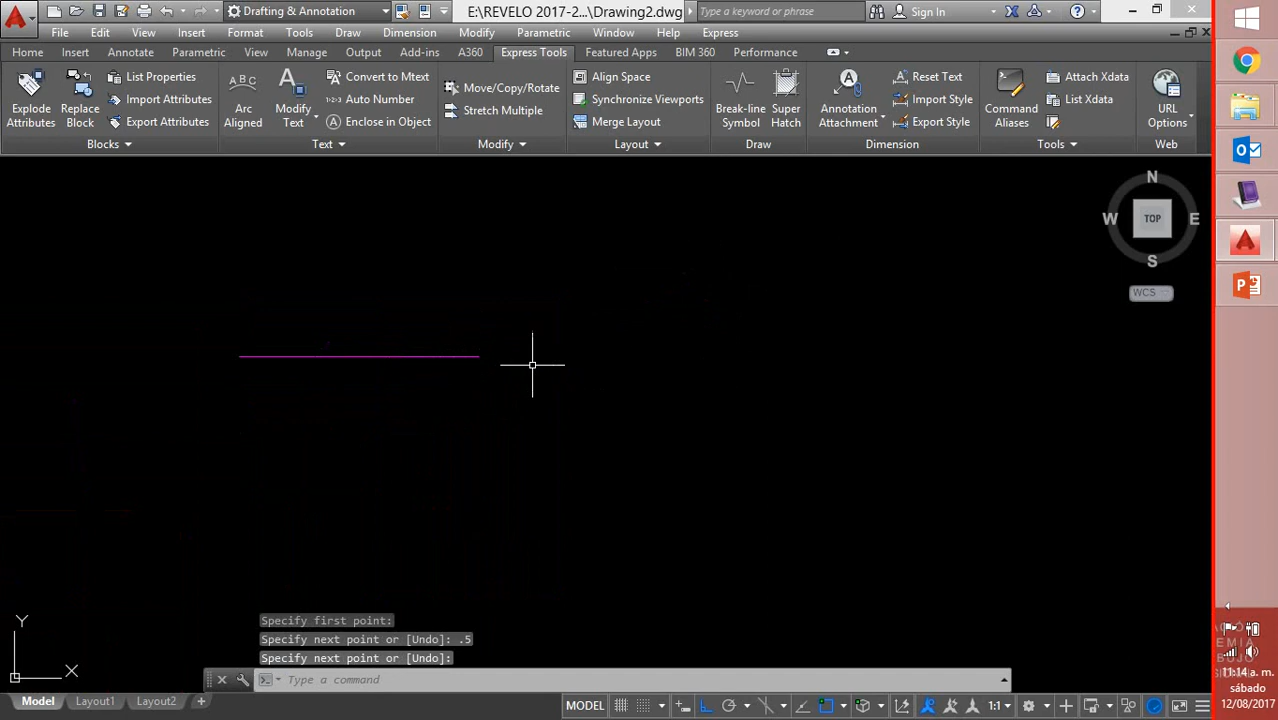 Drafting & Annotation
E:\REVELO 2017-2...\Drawing2.dwg
Type a keyword or phrase
Sign In
File Edit View Insert Format Tools Draw Dimension Modify Parametric Window Help Express
Home Insert Annotate Parametric View Manage Output Add-ins A360 Express Tools Featured Apps BIM 360 Performance
Explode Attributes
Replace Block
List Properties
Import Attributes
Export Attributes
Blocks
Arc Aligned
Modify Text
Convert to Mtext
Auto Number
Enclose in Object
Text
Move/Copy/Rotate
Stretch Multiple
Modify
Align Space
Synchronize Viewports
Merge Layout
Layout
Break-line Symbol
Super Hatch
Draw
Annotation Attachment
Reset Text
Import Style
Export Style
Dimension
Command Aliases
Attach Xdata
List Xdata
Tools
URL Options
Web
N
W TOP E
S
WCS
Y
X
Specify first point:
Specify next point or [Undo]: .5
Specify next point or [Undo]:
Type a command
Model Layout1 Layout2 +
MODEL
1:1
11:14 a. m.
sábado
12/08/2017